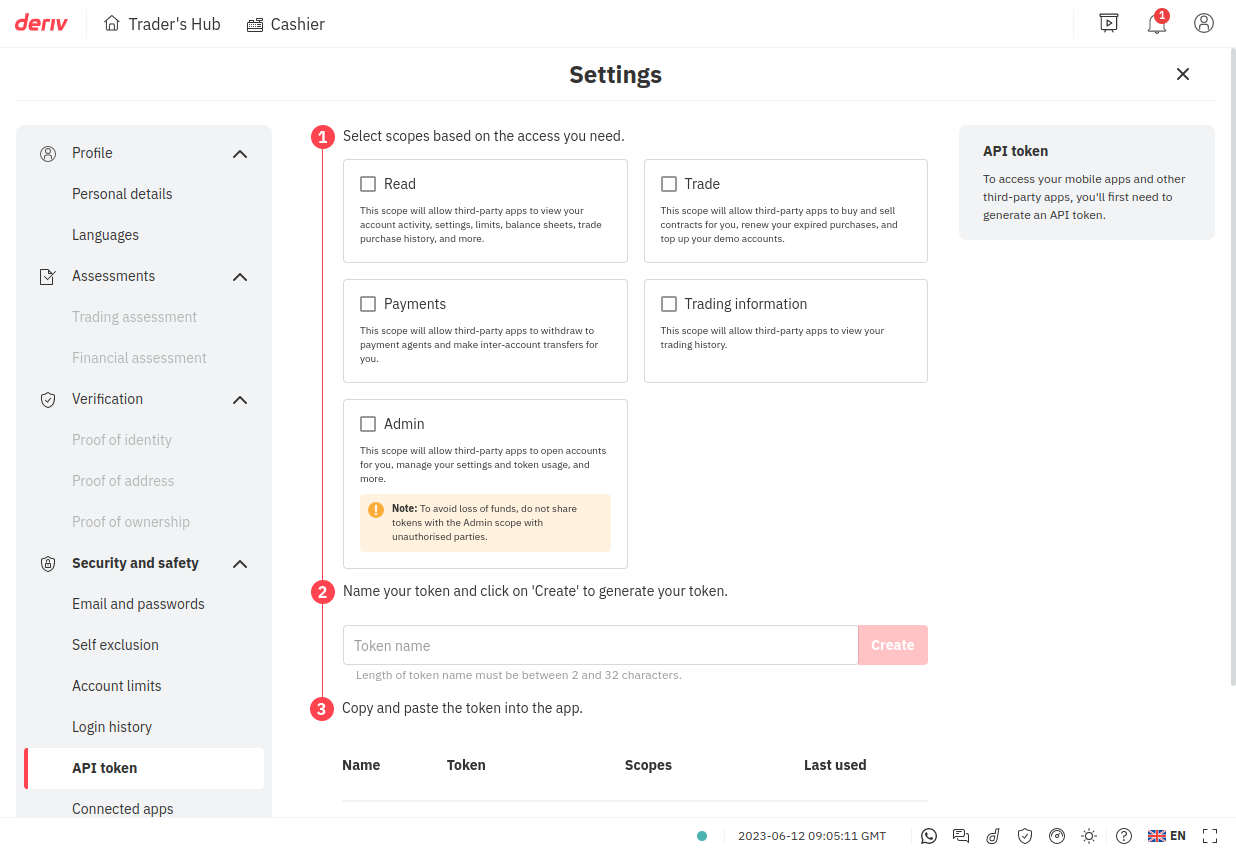 deriv
Trader's Hub
Cashier
1
Settings
Profile
Personal details
Languages
Assessments
Trading assessment
Financial assessment
Verification
Proof of identity
Proof of address
Proof of ownership
Security and safety
Email and passwords
Self exclusion
Account limits
Login history
API token
Connected apps
1
Select scopes based on the access you need.
Read
This scope will allow third-party apps to view your
account activity, settings, limits, balance sheets, trade
purchase history, and more.
Trade
This scope will allow third-party apps to buy and sell
contracts for you, renew your expired purchases, and
top up your demo accounts.
Payments
This scope will allow third-party apps to withdraw to
payment agents and make inter-account transfers for
you.
Trading information
This scope will allow third-party apps to view your
trading history.
Admin
This scope will allow third-party apps to open accounts
for you, manage your settings and token usage, and
more.
Note: To avoid loss of funds, do not share
tokens with the Admin scope with
unauthorised parties.
2
Name your token and click on 'Create' to generate your token.
Token name
Create
Length of token name must be between 2 and 32 characters.
3
Copy and paste the token into the app.
Name Token Scopes Last used
API token
To access your mobile apps and other
third-party apps, you'll first need to
generate an API token.
2023-06-12 09:05:11 GMT
EN